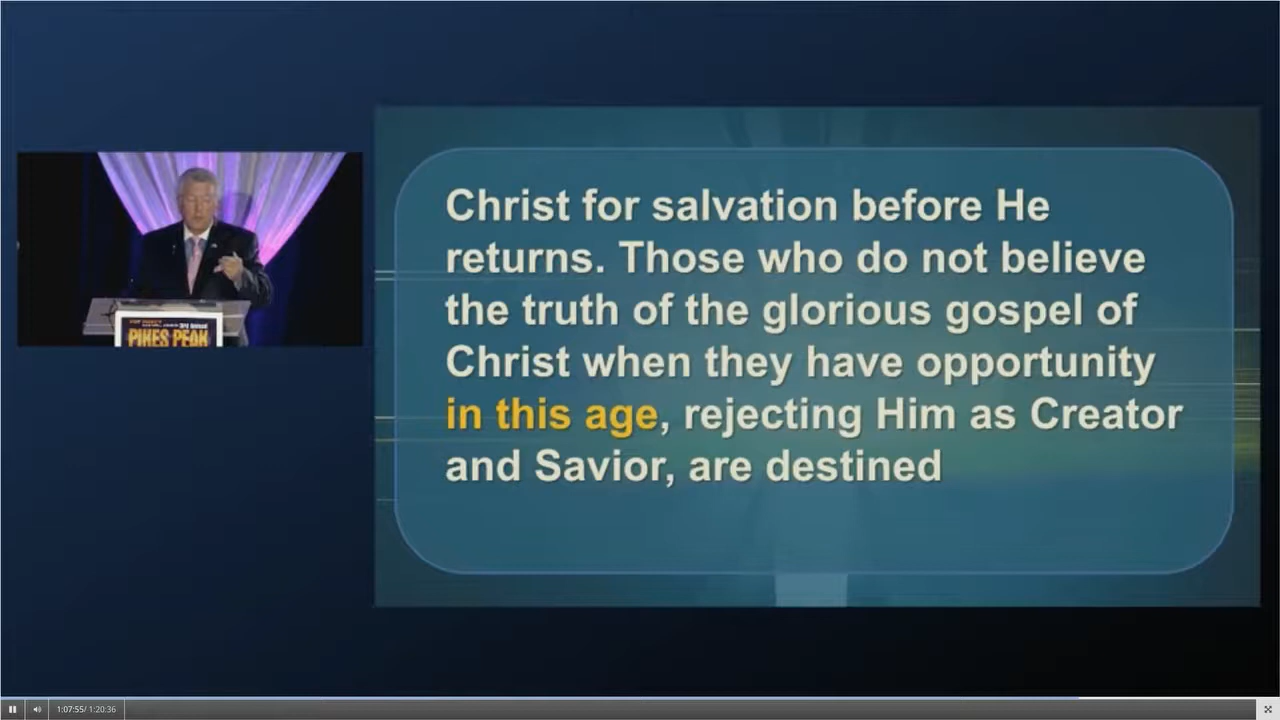 Christ for salvation before He
returns. Those who do not believe
the truth of the glorious gospel of
Christ when they have opportunity
in this age, rejecting Him as Creator
and Savior, are destined
PIKES PEAK
1:07:55/ 1:20:36